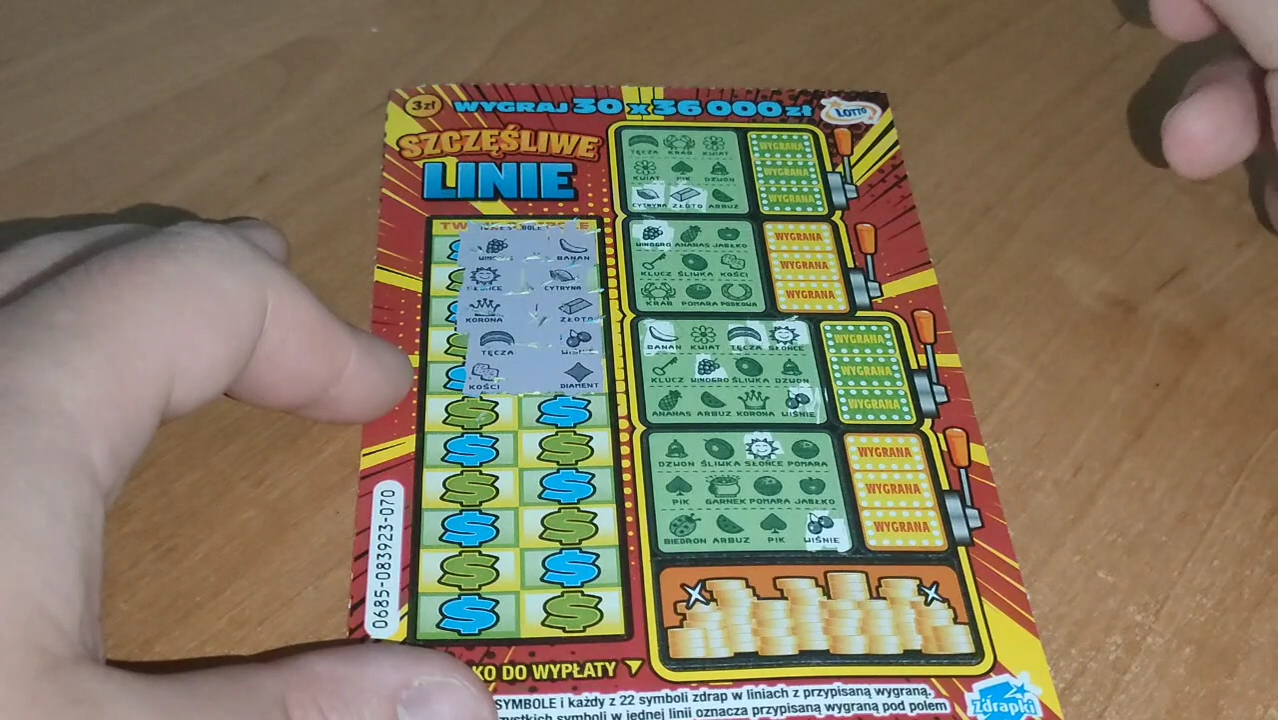 3zł WYGRAJ 30 x 36 000 zł LOTTO
SZCZĘŚLIWE
LINIE
TĘCZA KRAB KWIAT
KWIAT PIK DZWON
CYTRYNA ZŁOTO ARBUZ
WYGRANA
WYGRANA
WYGRANA
WINOGRO ANANAS JABŁKO
KLUCZ ŚLIWKA KOŚCI
KRAB POMARA PODKOWA
WYGRANA
WYGRANA
WYGRANA
BANAN KWIAT TĘCZA SŁOŃCE
KLUCZ WINOGRO ŚLIWKA DZWON
ANANAS ARBUZ KORONA WIŚNIE
WYGRANA
WYGRANA
WYGRANA
DZWON ŚLIWKA SŁOŃCE POMARA
PIK GARNEK POMARA JABŁKO
BIEDRON ARBUZ PIK WIŚNIE
WYGRANA
WYGRANA
WYGRANA
BANAN
CYTRYNA
KORONA ZŁOTO
TĘCZA WIŚNIE
KOŚCI DIAMENT
0685-083923-070
DO WYPŁATY
SYMBOLE i każdy z 22 symboli zdrap w liniach z przypisaną wygraną.
symboli w jednej linii oznacza przypisaną wygraną pod polem
Zdrapki